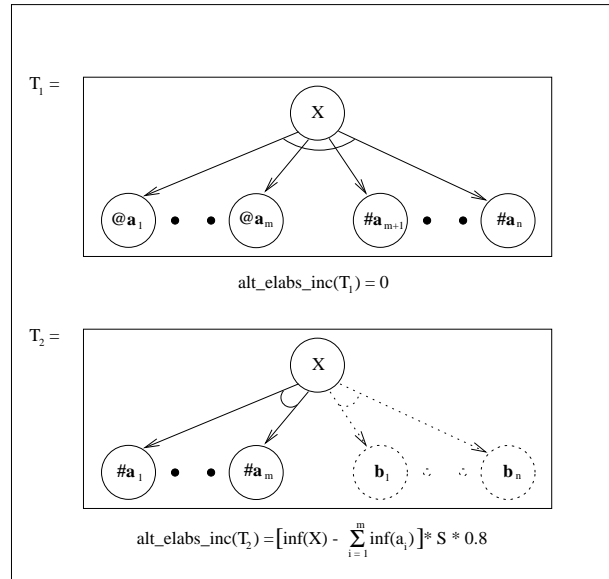 T₁ =
X
@a₁ • • @aₘ #aₘ₊₁ • • #aₙ
alt_elabs_inc(T₁) = 0
T₂ =
X
#a₁ • • #aₘ b₁ b_n
alt_elabs_inc(T₂) = [inf(X) - ∑_{i = 1}^{m} inf(aᵢ) ]* S * 0.8